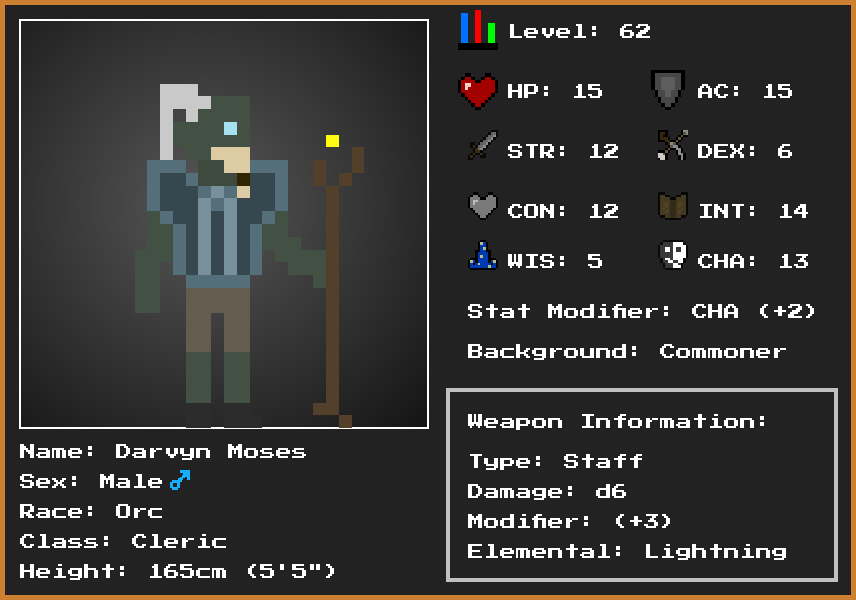 Level: 62
HP: 15
AC: 15
STR: 12
DEX: 6
CON: 12
INT: 14
WIS: 5
CHA: 13
Stat Modifier: CHA (+2)
Background: Commoner
Weapon Information:
Type: Staff
Damage: d6
Modifier: (+3)
Elemental: Lightning
Name: Darvyn Moses
Sex: Male♂
Race: Orc
Class: Cleric
Height: 165cm (5'5")